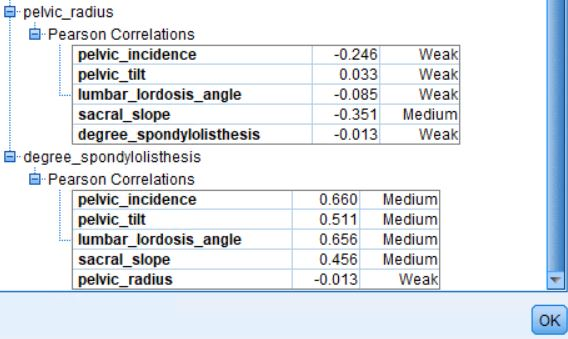 pelvic_radius
Pearson Correlations
pelvic_incidence -0.246 Weak
pelvic_tilt 0.033 Weak
lumbar_lordosis_angle -0.085 Weak
sacral_slope -0.351 Medium
degree_spondylolisthesis -0.013 Weak
degree_spondylolisthesis
Pearson Correlations
pelvic_incidence 0.660 Medium
pelvic_tilt 0.511 Medium
lumbar_lordosis_angle 0.656 Medium
sacral_slope 0.456 Medium
pelvic_radius -0.013 Weak
OK